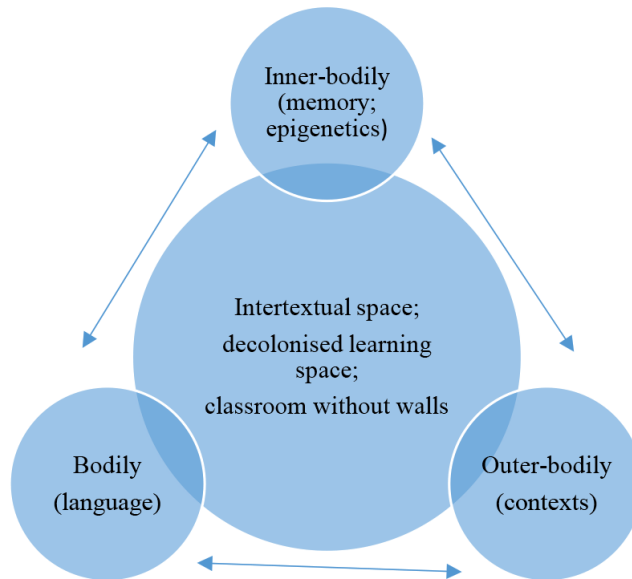 Inner-bodily
(memory;
epigenetics)
Intertextual space;
decolonised learning
space;
classroom without walls
Bodily
(language)
Outer-bodily
(contexts)